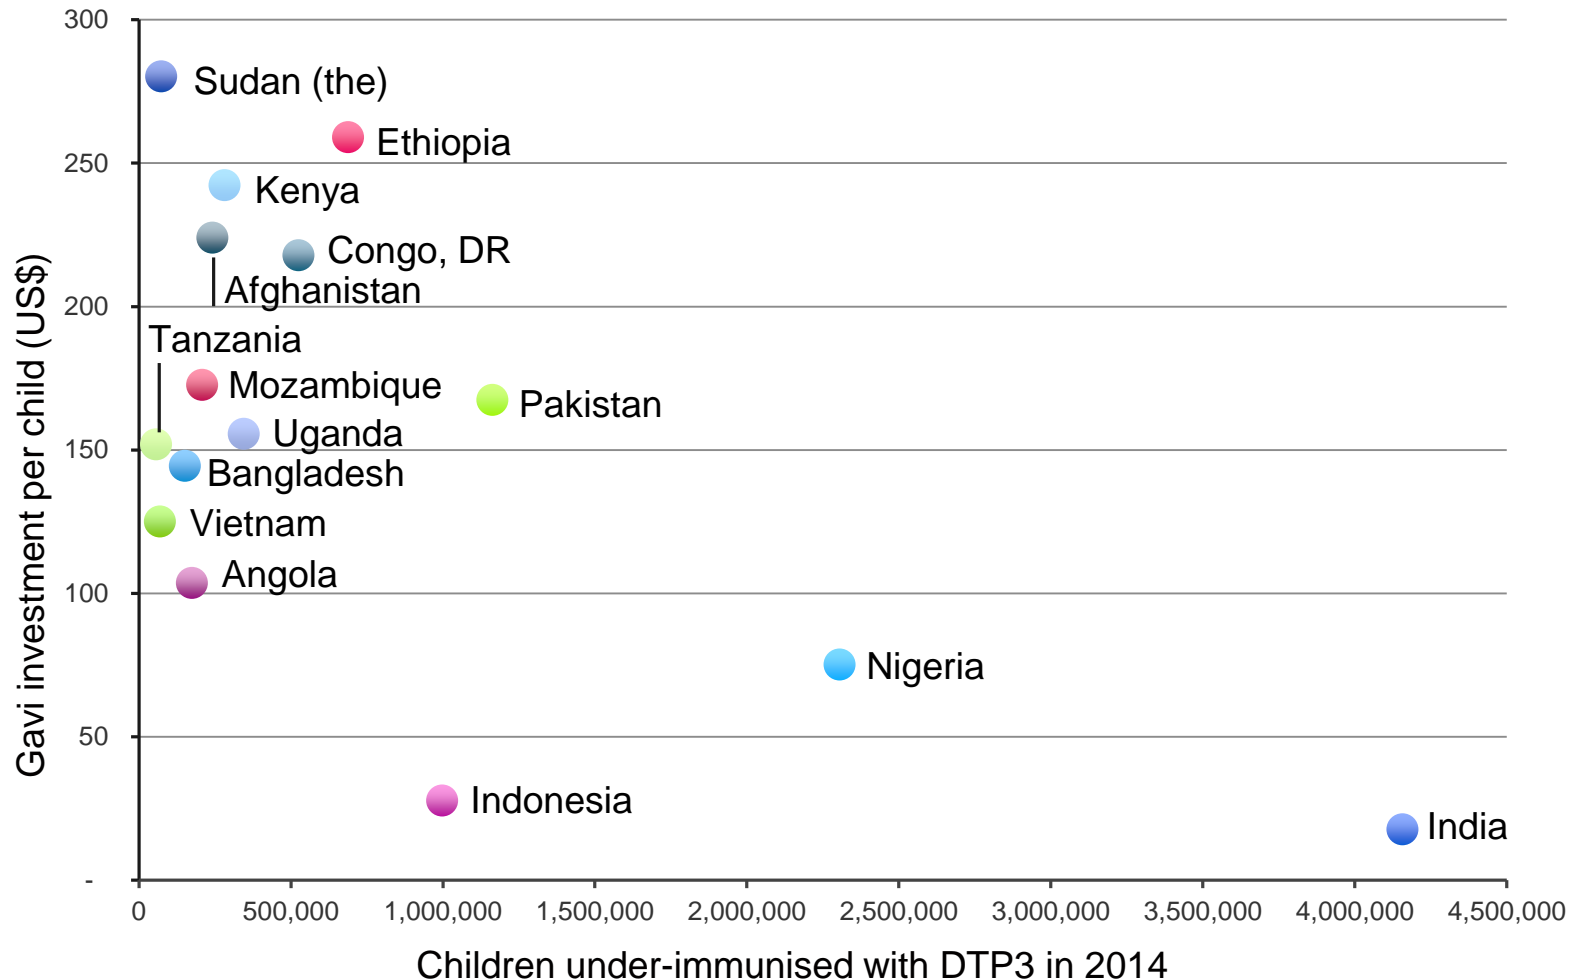 300
Sudan (the)
Ethiopia
250
Kenya
Congo, DR
Afghanistan
200
Tanzania
Mozambique
Pakistan
Uganda
150
Bangladesh
Vietnam
Angola
100
Nigeria
50
Indonesia
India
-
Gavi investment per child (US$)
0 500,000 1,000,000 1,500,000 2,000,000 2,500,000 3,000,000 3,500,000 4,000,000 4,500,000
Children under-immunised with DTP3 in 2014